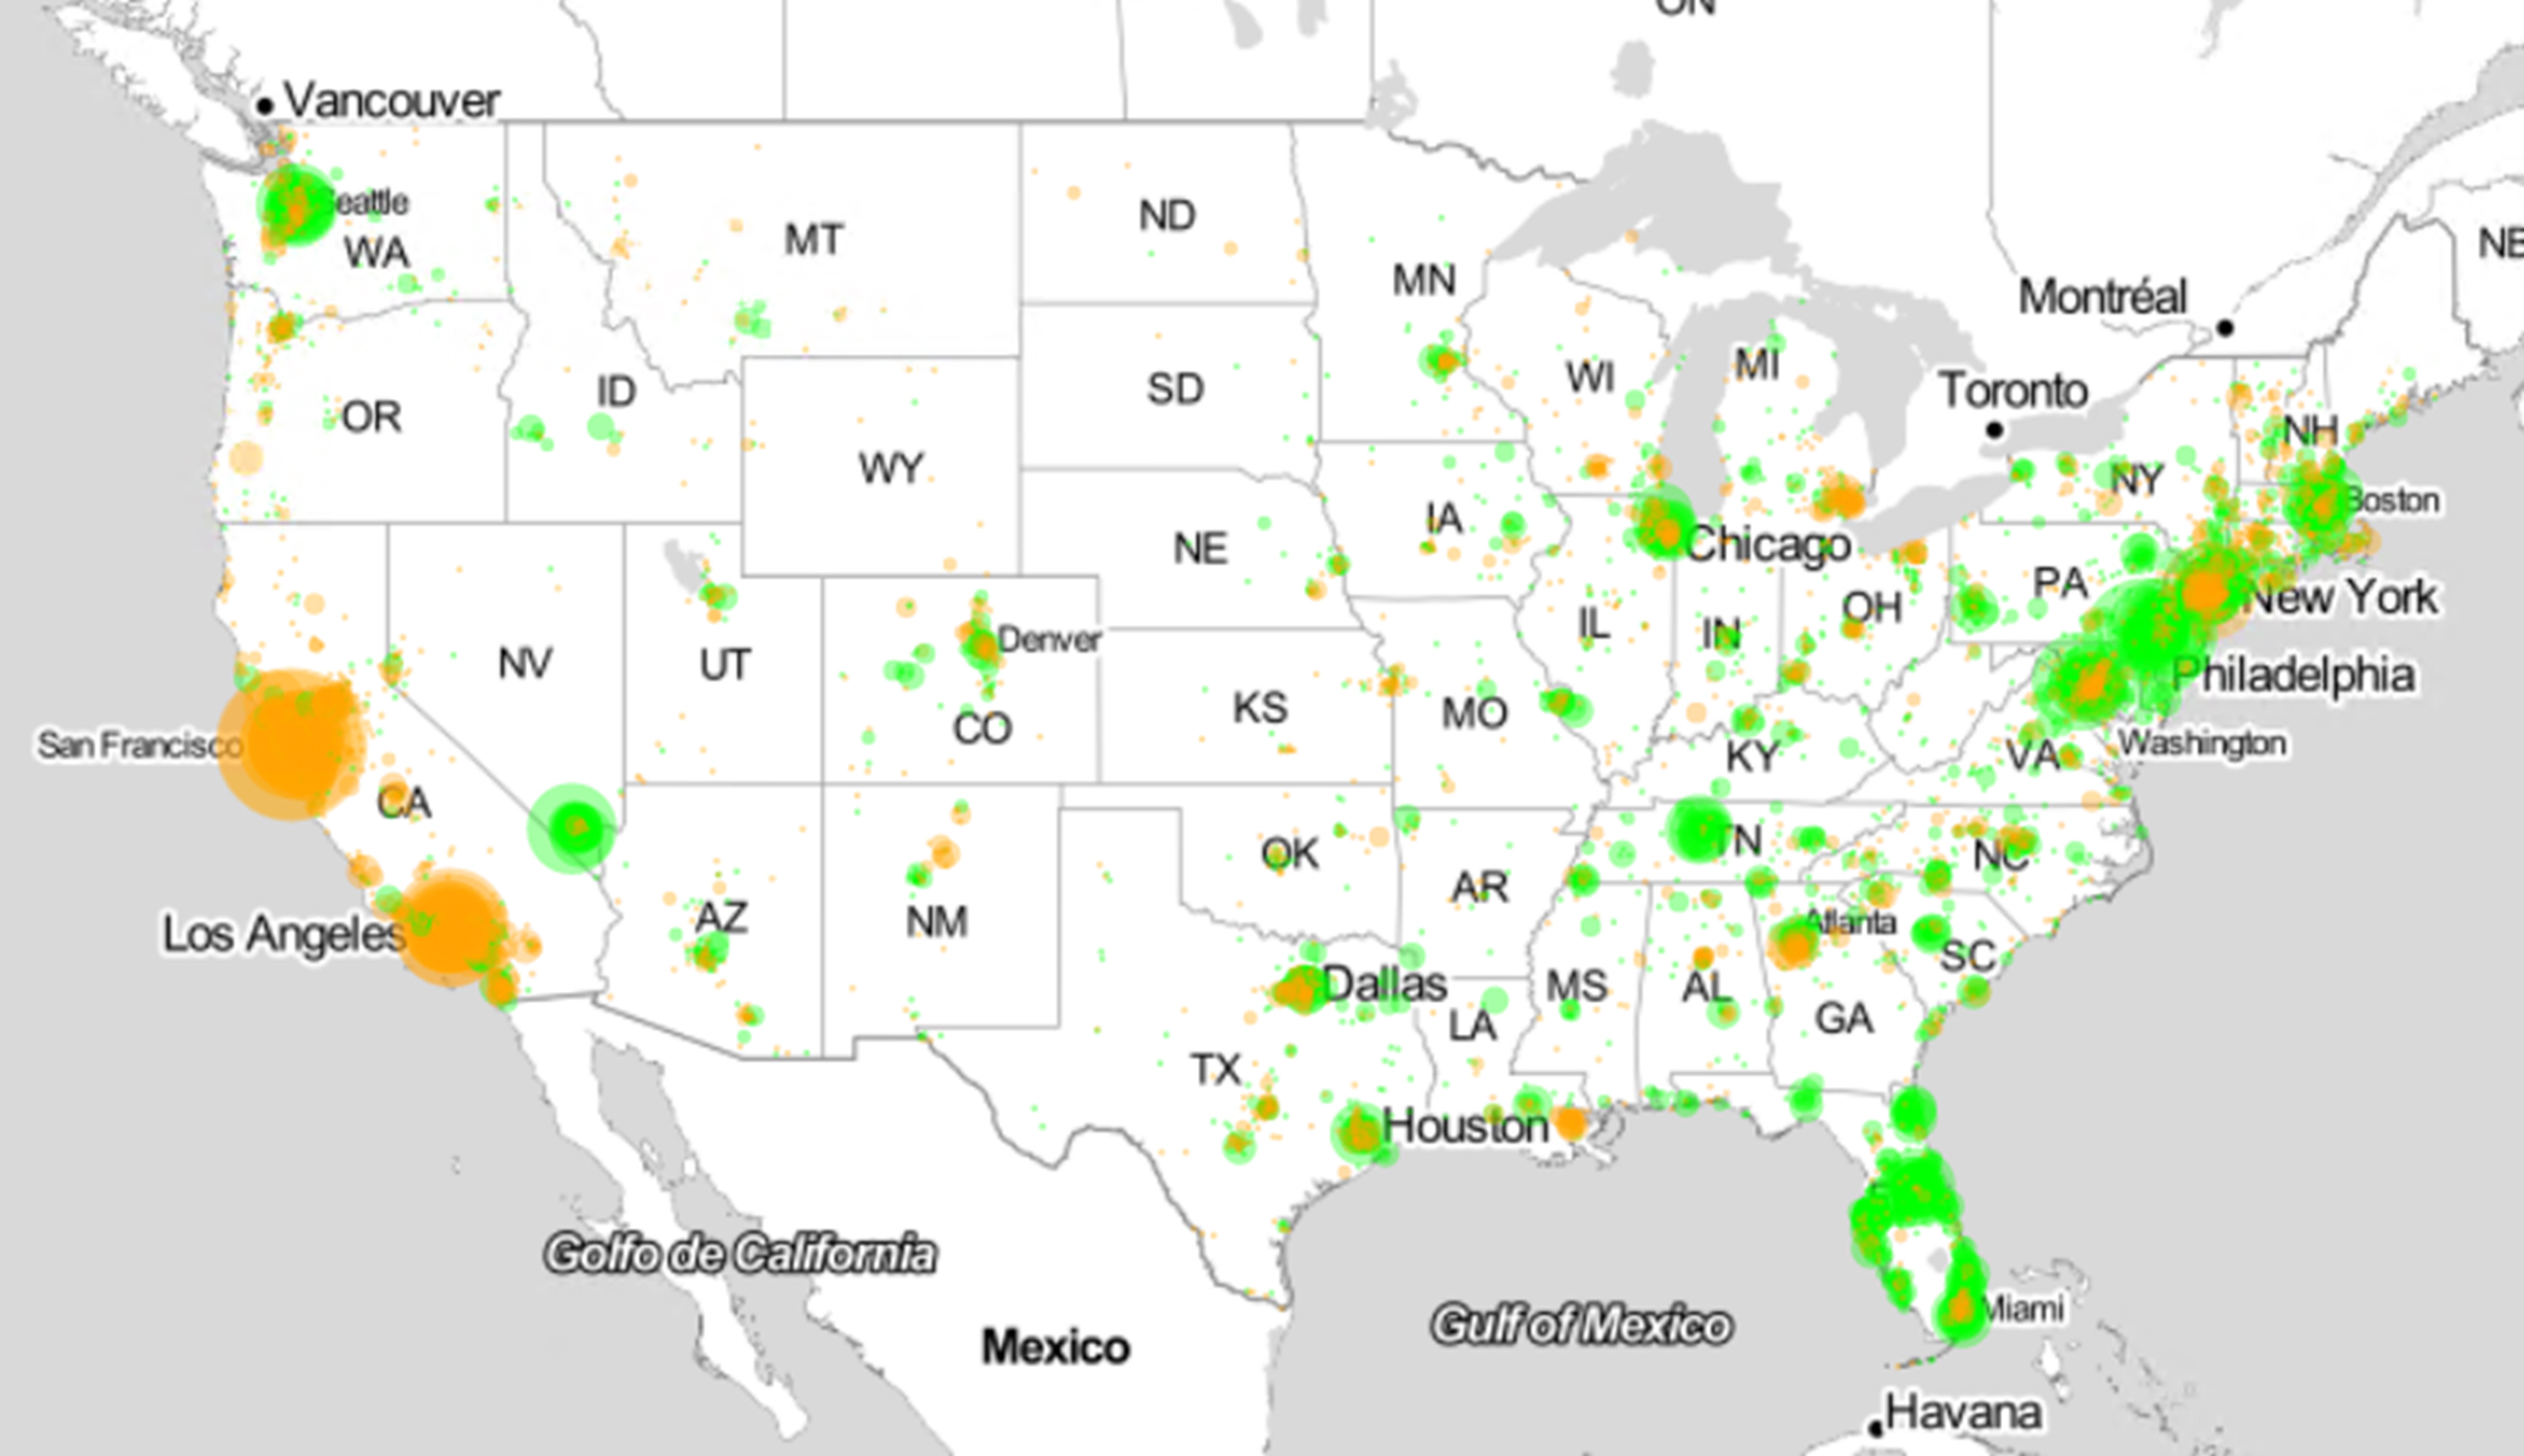 ON
Vancouver
Seattle
WA
MT
ND
MN
Montréal
NB
OR
ID
SD
WI
MI
Toronto
NH
WY
NY
Boston
IA
NE
Chicago
PA
New York
NV
UT
Denver
IL
IN
OH
CO
KS
MO
Philadelphia
San Francisco
KY
VA
Washington
CA
OK
TN
NC
AR
Los Angeles
AZ
NM
Atlanta
SC
Dallas
MS
AL
LA
GA
TX
Houston
Golfo de California
Miami
Gulf of Mexico
Mexico
Havana